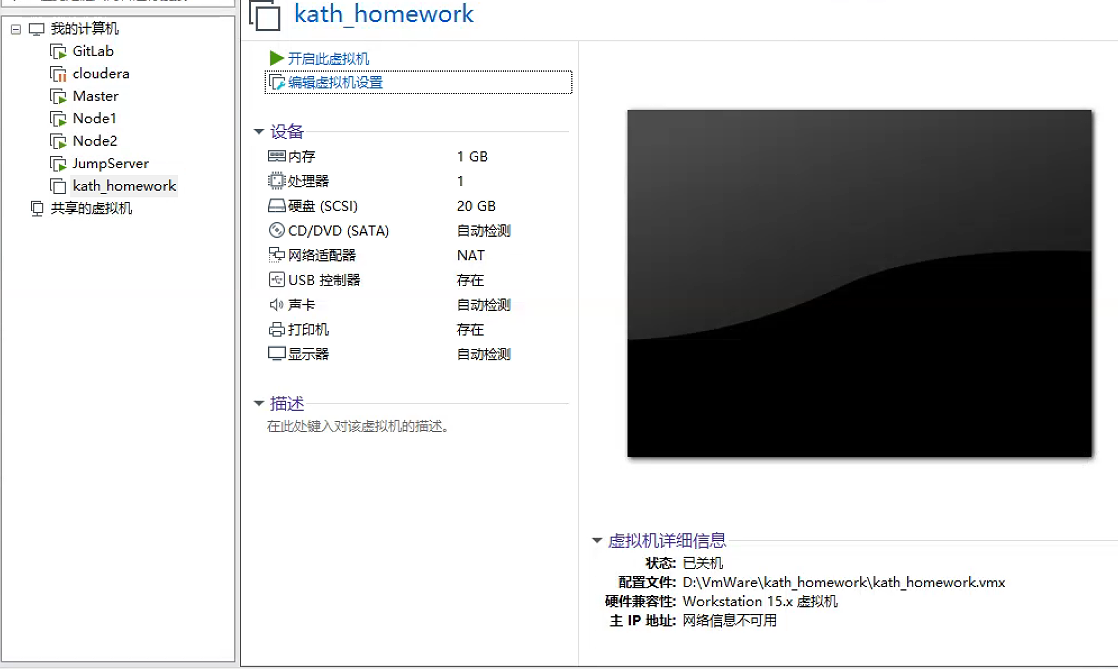 我的计算机
GitLab
cloudera
Master
Node1
Node2
JumpServer
kath_homework
共享的虚拟机
kath_homework
开启此虚拟机
编辑虚拟机设置
设备
内存 1 GB
处理器 1
硬盘 (SCSI) 20 GB
CD/DVD (SATA) 自动检测
网络适配器 NAT
USB 控制器 存在
声卡 自动检测
打印机 存在
显示器 自动检测
描述
在此处键入对该虚拟机的描述。
虚拟机详细信息
状态: 已关机
配置文件: D:\VmWare\kath_homework\kath_homework.vmx
硬件兼容性: Workstation 15.x 虚拟机
主 IP 地址: 网络信息不可用